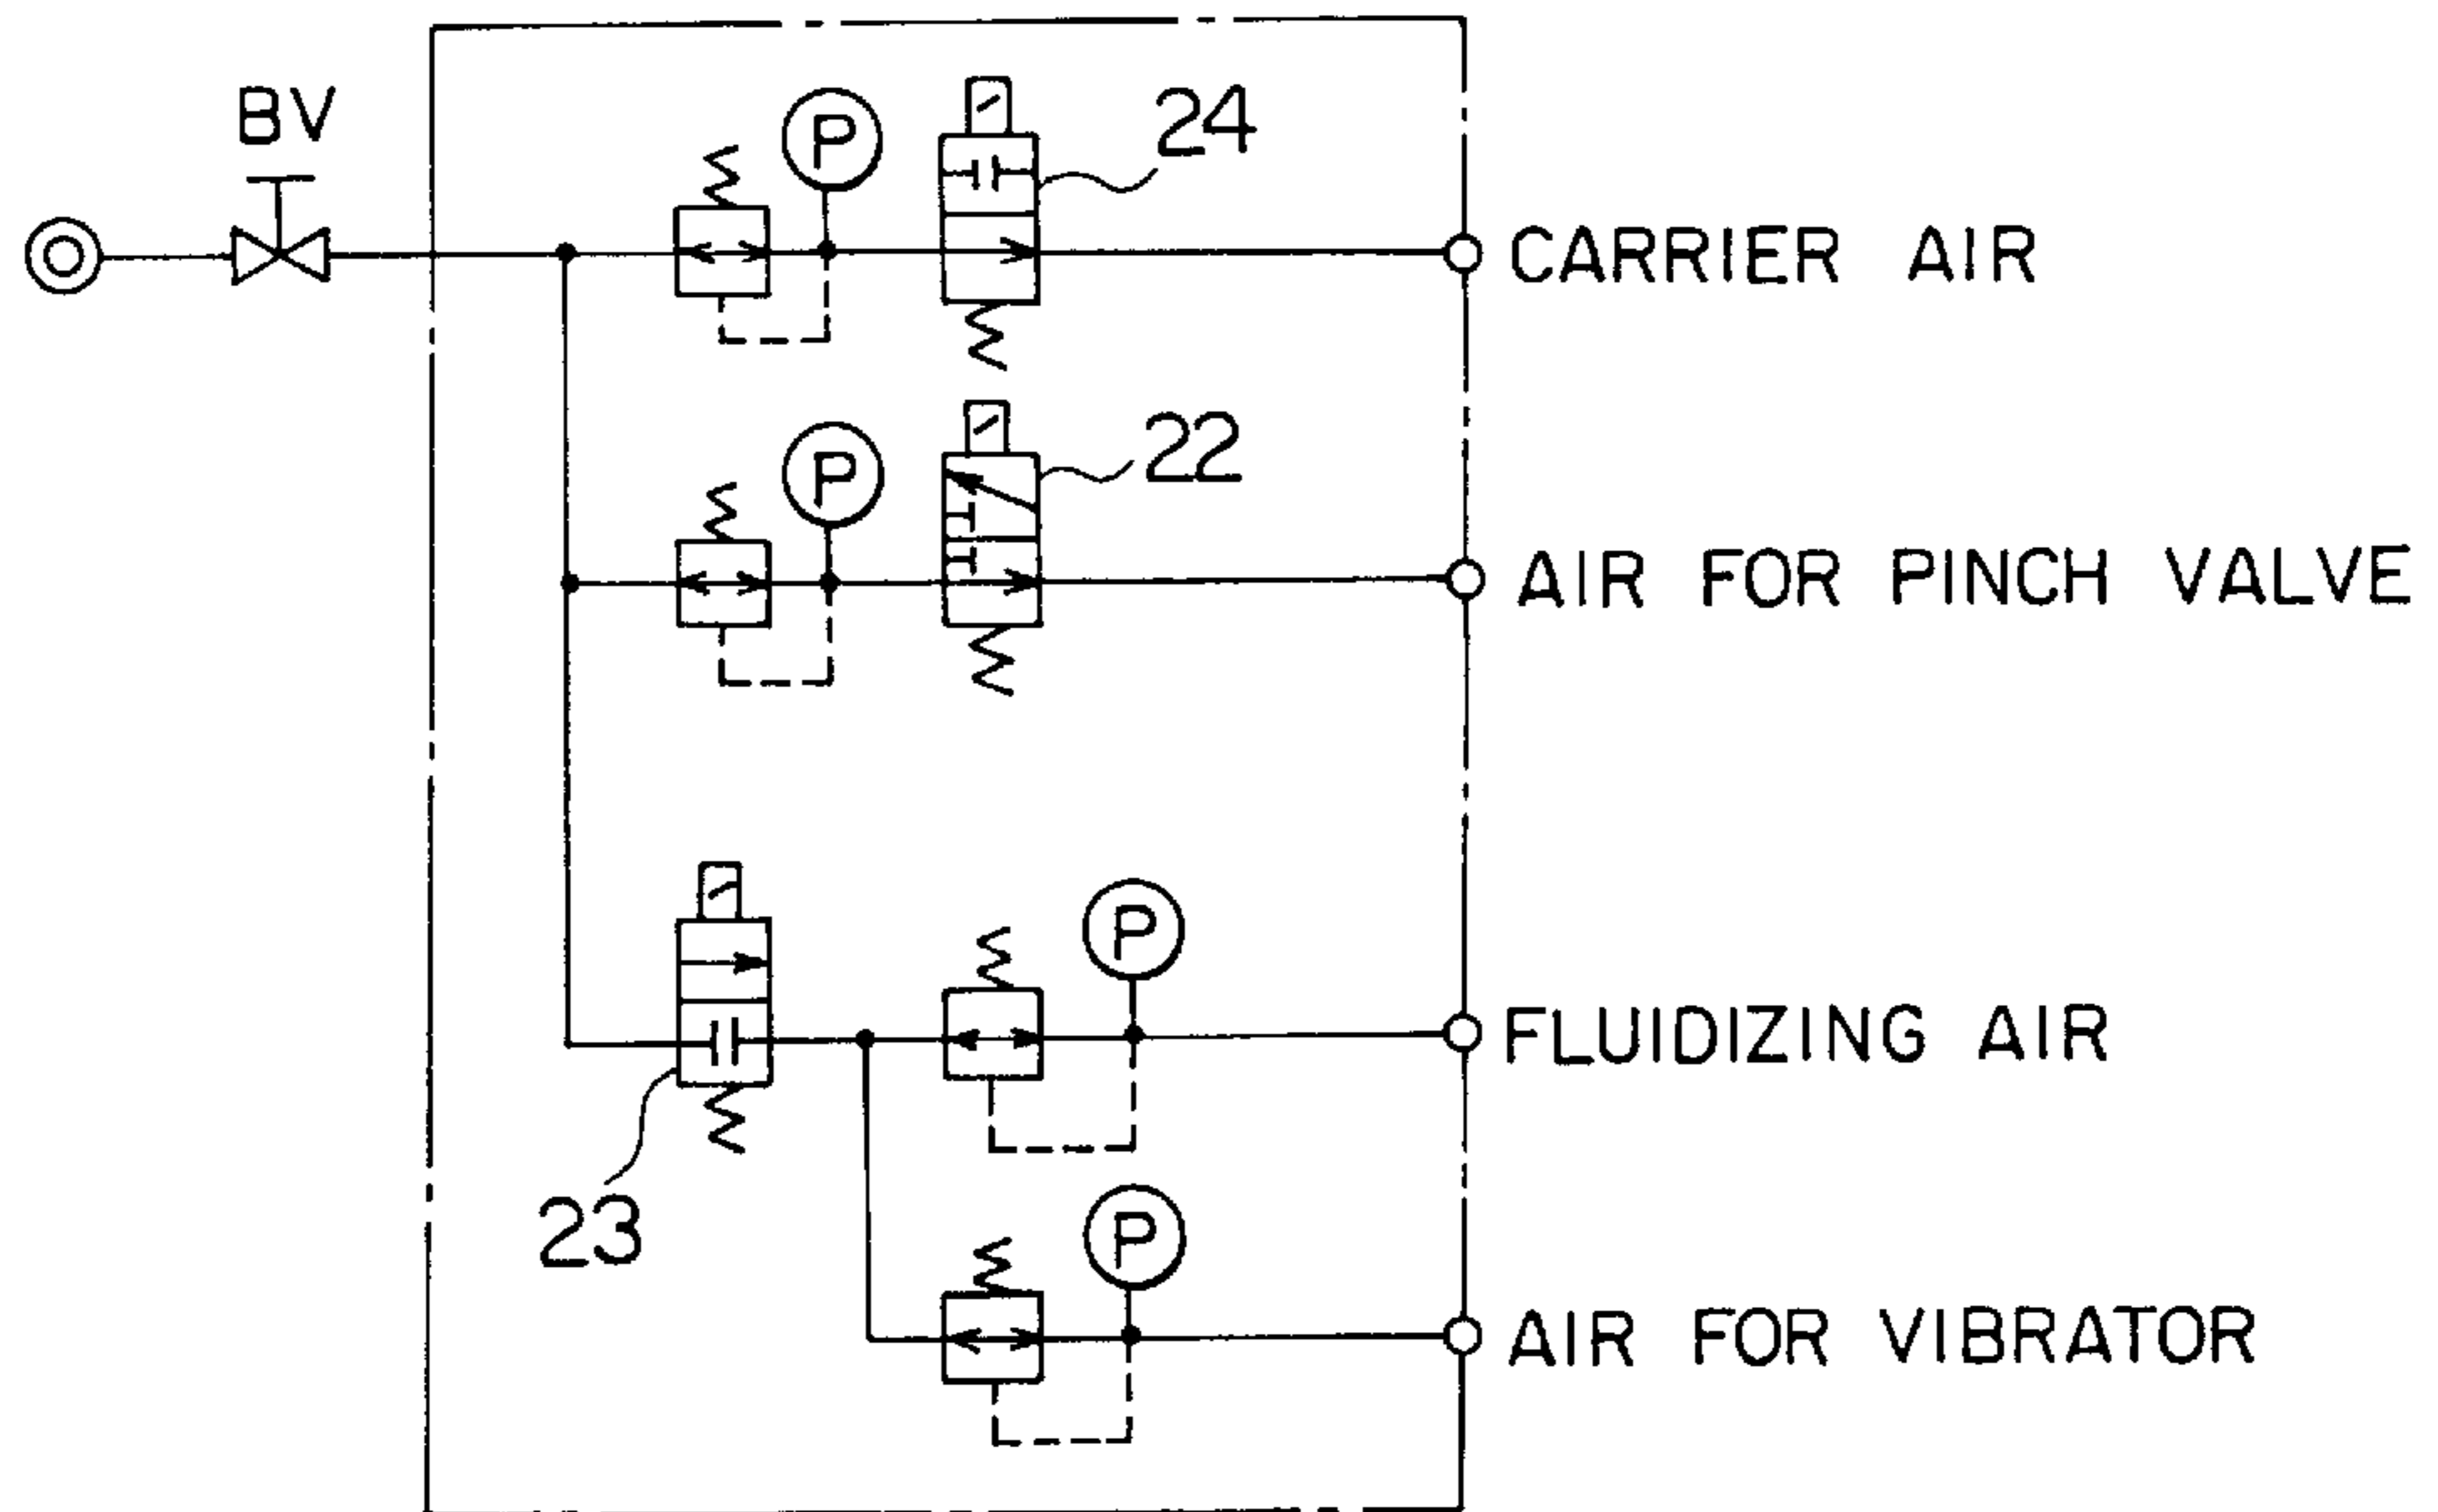 BV
P
24
CARRIER AIR
P
22
AIR FOR PINCH VALVE
P
FLUIDIZING AIR
23
P
AIR FOR VIBRATOR